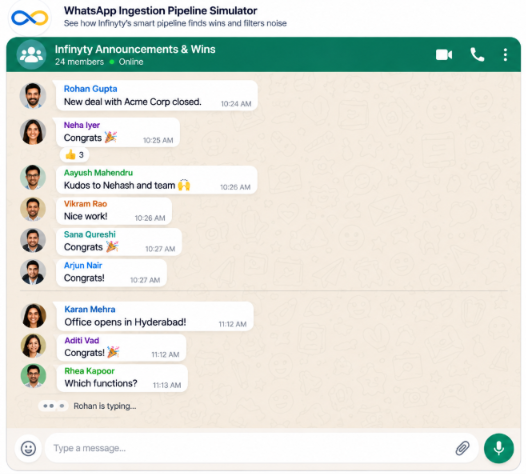 WhatsApp Ingestion Pipeline Simulator
See how Infinyty's smart pipeline finds wins and filters noise
Infinyty Announcements & Wins
24 members • Online
Rohan Gupta
New deal with Acme Corp closed. 10:24 AM
Neha Iyer
Congrats 🎉 10:25 AM
👍 3
Aayush Mahendru
Kudos to Nehash and team 🙌 10:26 AM
Vikram Rao
Nice work! 10:26 AM
Sana Qureshi
Congrats 🎉 10:27 AM
Arjun Nair
Congrats! 10:27 AM
Karan Mehra
Office opens in Hyderabad! 11:12 AM
Aditi Vad
Congrats! 🎉 11:12 AM
Rhea Kapoor
Which functions? 11:13 AM
Rohan is typing...
Type a message...